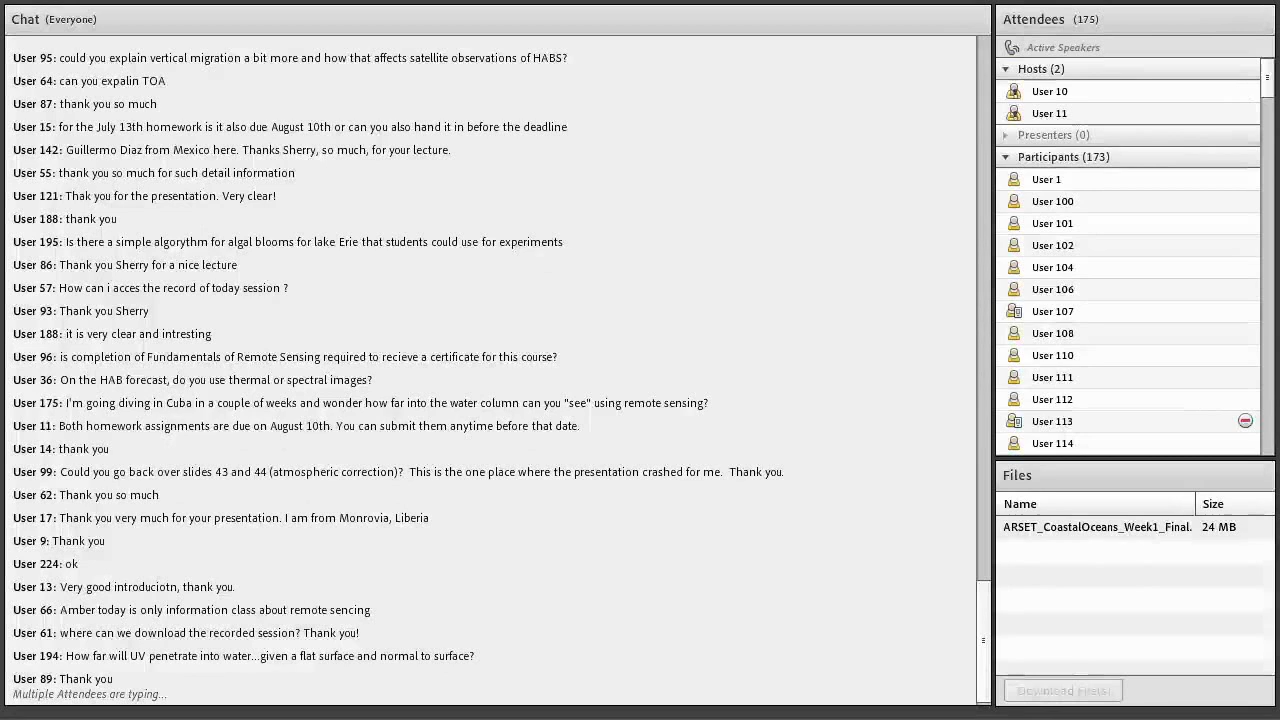 Chat (Everyone)
User 95: could you explain vertical migration a bit more and how that affects satellite observations of HABS?
User 64: can you expalin TOA
User 87: thank you so much
User 15: for the July 13th homework is it also due August 10th or can you also hand it in before the deadline
User 142: Guillermo Diaz from Mexico here. Thanks Sherry, so much, for your lecture.
User 55: thank you so much for such detail information
User 121: Thak you for the presentation. Very clear!
User 188: thank you
User 195: Is there a simple algorythm for algal blooms for lake Erie that students could use for experiments
User 86: Thank you Sherry for a nice lecture
User 57: How can i acces the record of today session ?
User 93: Thank you Sherry
User 188: it is very clear and intresting
User 96: is completion of Fundamentals of Remote Sensing required to recieve a certificate for this course?
User 36: On the HAB forecast, do you use thermal or spectral images?
User 175: I'm going diving in Cuba in a couple of weeks and wonder how far into the water column can you "see" using remote sensing?
User 11: Both homework assignments are due on August 10th. You can submit them anytime before that date.
User 14: thank you
User 99: Could you go back over slides 43 and 44 (atmospheric correction)?  This is the one place where the presentation crashed for me.  Thank you.
User 62: Thank you so much
User 17: Thank you very much for your presentation. I am from Monrovia, Liberia
User 9: Thank you
User 224: ok
User 13: Very good introduciotn, thank you.
User 66: Amber today is only information class about remote sencing
User 61: where can we download the recorded session? Thank you!
User 194: How far will UV penetrate into water...given a flat surface and normal to surface?
User 89: Thank you
Multiple Attendees are typing...
Attendees (175)
Active Speakers
Hosts (2)
User 10
User 11
Presenters (0)
Participants (173)
User 1
User 100
User 101
User 102
User 104
User 106
User 107
User 108
User 110
User 111
User 112
User 113
User 114
Files
Name Size
ARSET_CoastalOceans_Week1_Final. 24 MB
Download File(s)